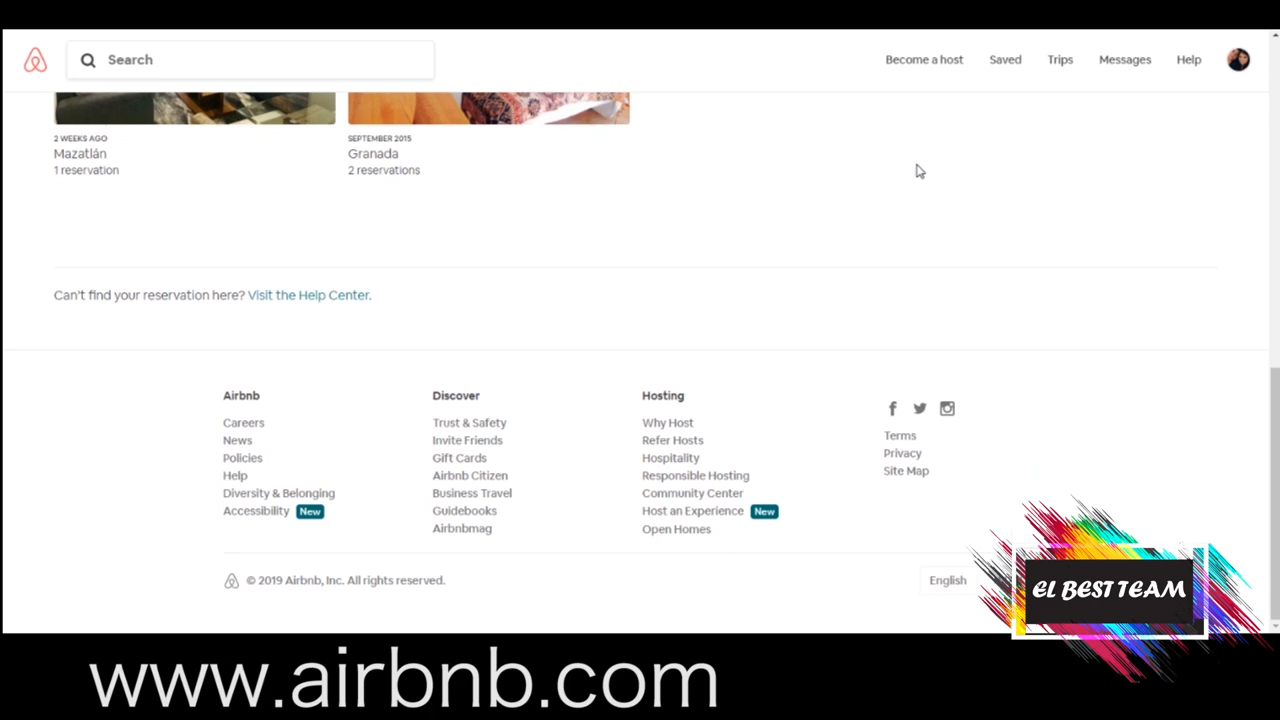 Search
Become a host
Saved
Trips
Messages
Help
2 WEEKS AGO
Mazatlán
1 reservation
SEPTEMBER 2015
Granada
2 reservations
Can't find your reservation here? Visit the Help Center.
Airbnb
Careers
News
Policies
Help
Diversity & Belonging
Accessibility New
Discover
Trust & Safety
Invite Friends
Gift Cards
Airbnb Citizen
Business Travel
Guidebooks
Airbnbmag
Hosting
Why Host
Refer Hosts
Hospitality
Responsible Hosting
Community Center
Host an Experience New
Open Homes
Terms
Privacy
Site Map
© 2019 Airbnb, Inc. All rights reserved.
English
EL BEST TEAM
www.airbnb.com